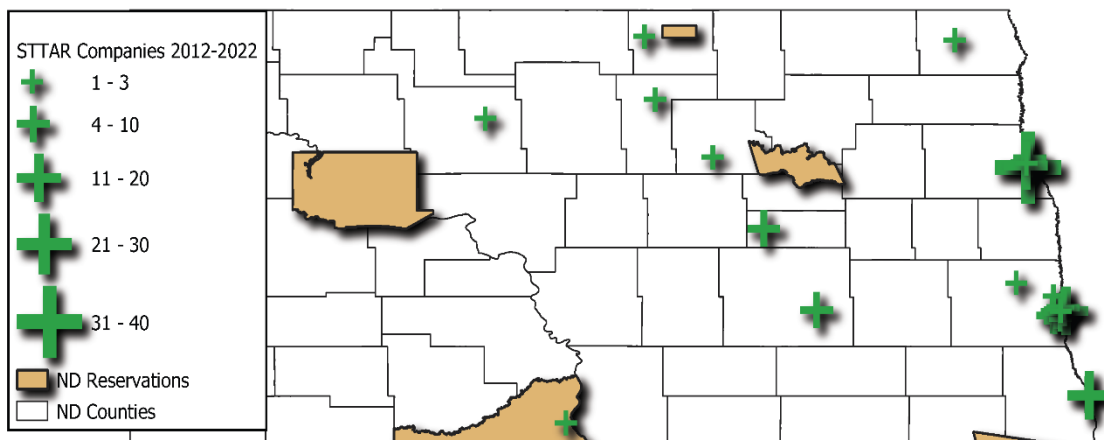 STTAR Companies 2012-2022
1 - 3
4 - 10
11 - 20
21 - 30
31 - 40
ND Reservations
ND Counties